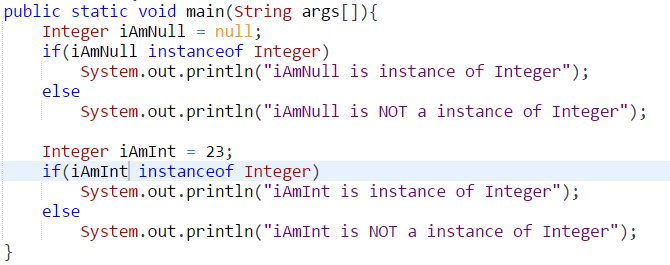 public static void main(String args[]){
    Integer iAmNull = null;
    if(iAmNull instanceof Integer)
        System.out.println("iAmNull is instance of Integer");
    else
        System.out.println("iAmNull is NOT a instance of Integer");

    Integer iAmInt = 23;
    if(iAmInt instanceof Integer)
        System.out.println("iAmInt is instance of Integer");
    else
        System.out.println("iAmInt is NOT a instance of Integer");
}